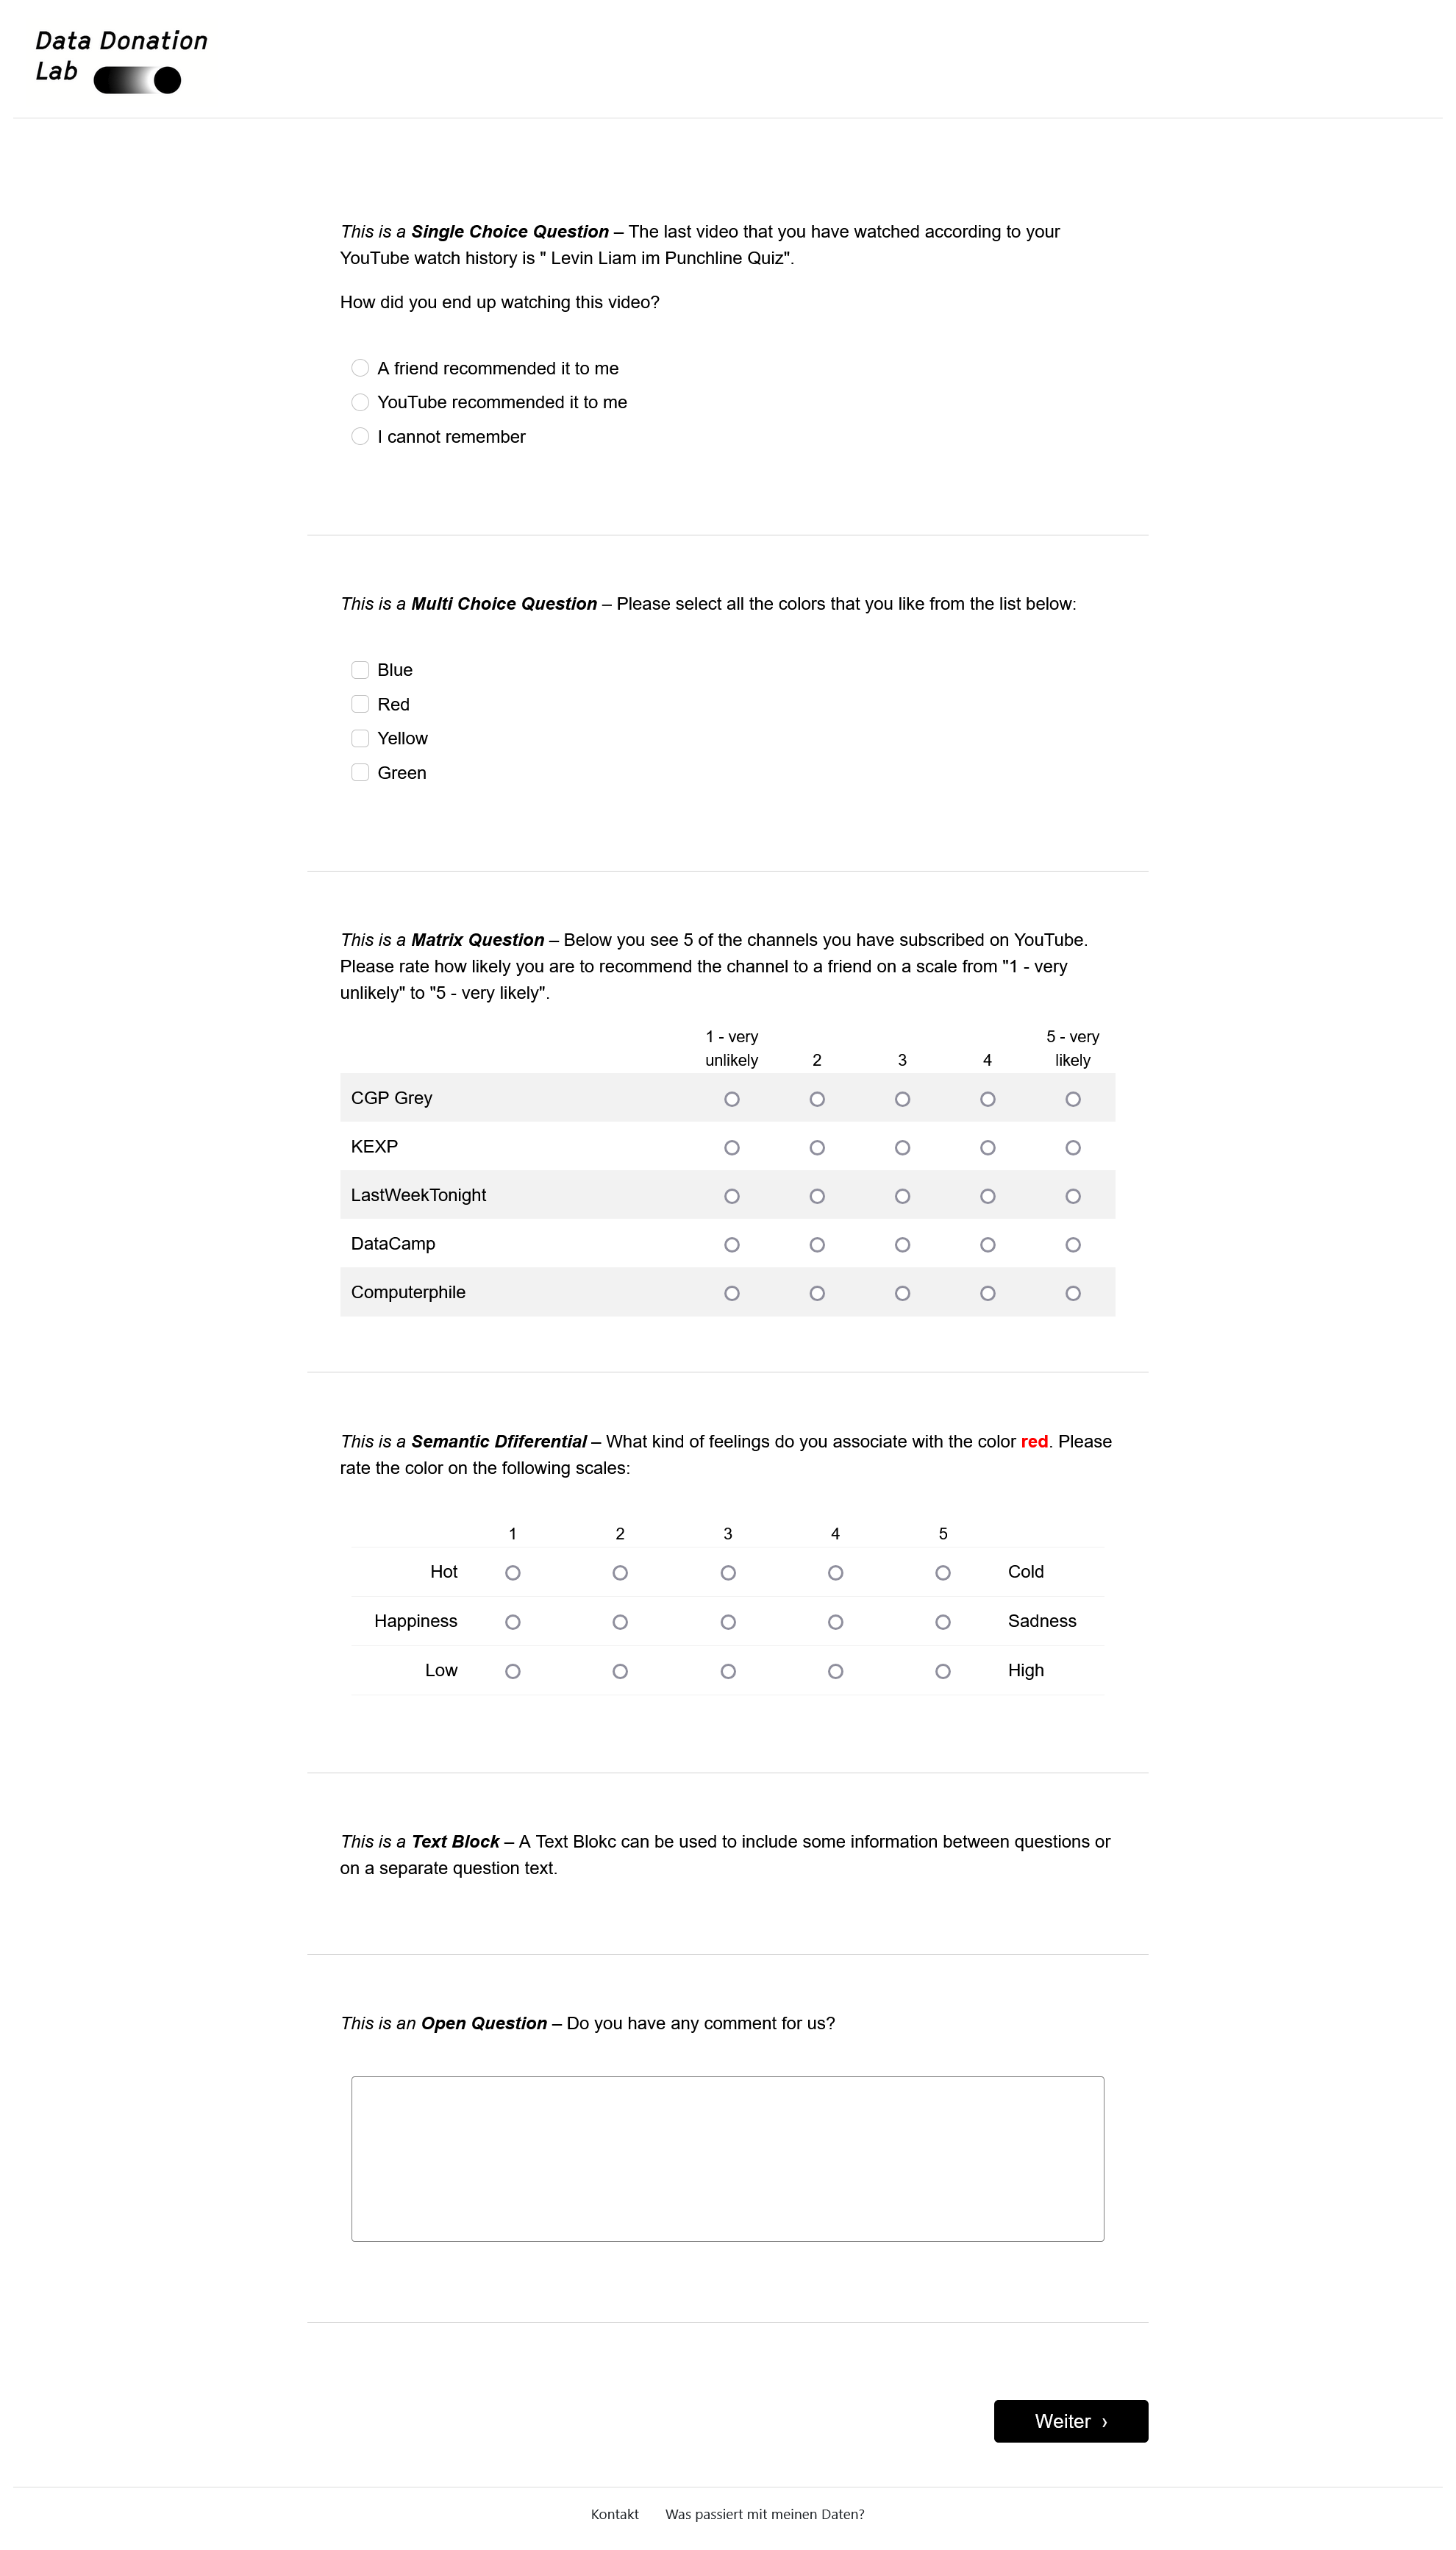 Data Donation
Lab
This is a Single Choice Question – The last video that you have watched according to your
YouTube watch history is " Levin Liam im Punchline Quiz".
How did you end up watching this video?
A friend recommended it to me
YouTube recommended it to me
I cannot remember
This is a Multi Choice Question – Please select all the colors that you like from the list below:
Blue
Red
Yellow
Green
This is a Matrix Question – Below you see 5 of the channels you have subscribed on YouTube.
Please rate how likely you are to recommend the channel to a friend on a scale from "1 - very
unlikely" to "5 - very likely".
1 - very 5 - very
unlikely 2 3 4 likely
CGP Grey
KEXP
LastWeekTonight
DataCamp
Computerphile
This is a Semantic Dfiferential – What kind of feelings do you associate with the color red. Please
rate the color on the following scales:
1 2 3 4 5
Hot Cold
Happiness Sadness
Low High
This is a Text Block – A Text Blokc can be used to include some information between questions or
on a separate question text.
This is an Open Question – Do you have any comment for us?
Weiter ›
Kontakt Was passiert mit meinen Daten?